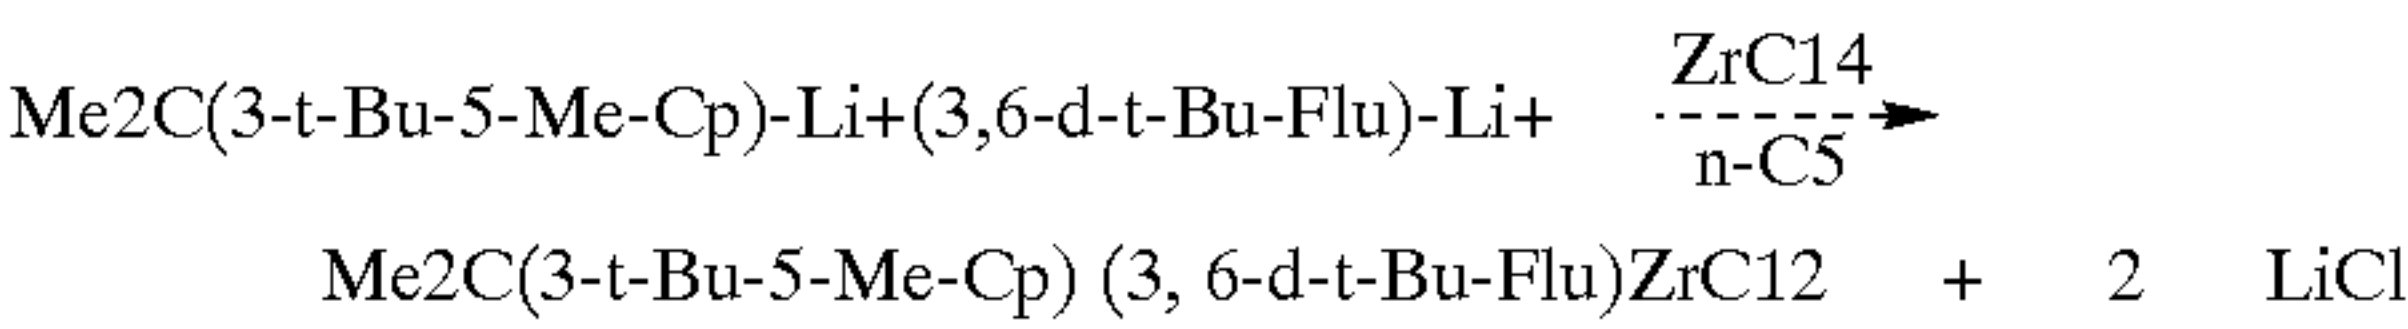 ZrC14
Me2C(3-t-Bu-5-Me-Cp)-Li+(3,6-d-t-Bu-Flu)-Li+
n-C5
Me2C(3-t-Bu-5-Me-Cp) (3, 6-d-t-Bu-Flu)ZrC12 + 2 LiCl